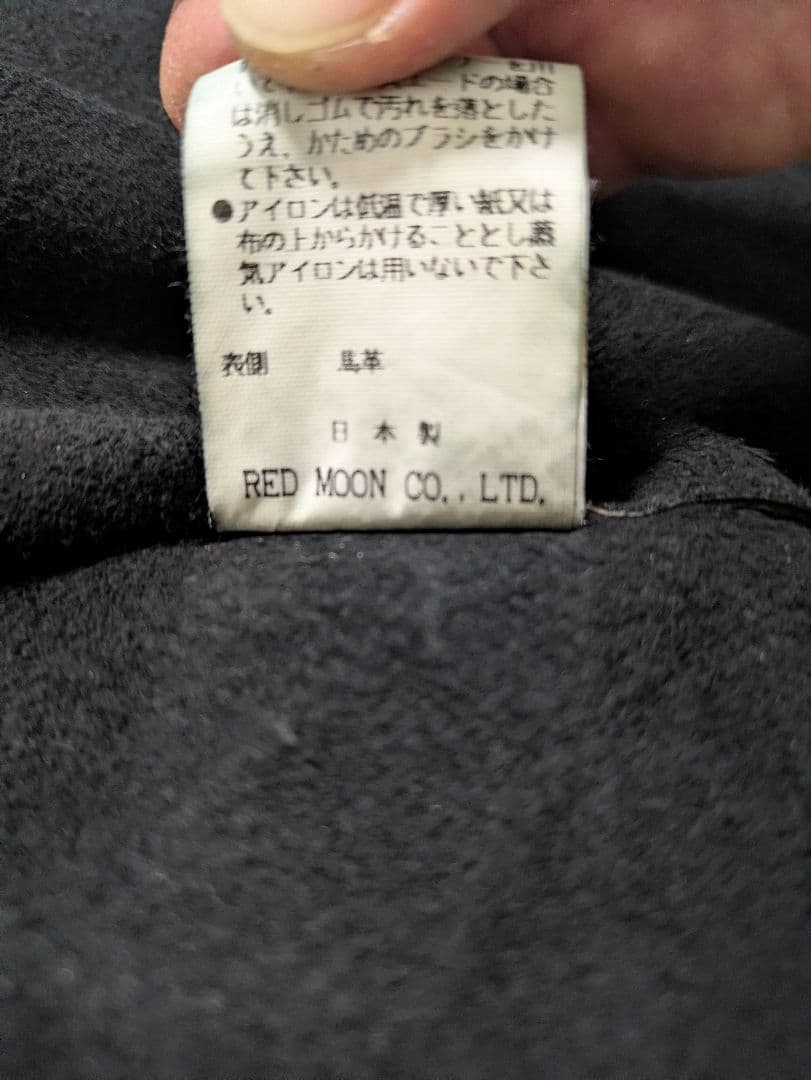 ドの場合
は消しゴムで汚れを落とした
うえ、かためのブラシをかけ
て下さい。
●アイロンは低温で厚い紙又は
布の上からかけることとし蒸
気アイロンは用いないで下さ
い。
表側 馬革
日本製
RED MOON CO., LTD.